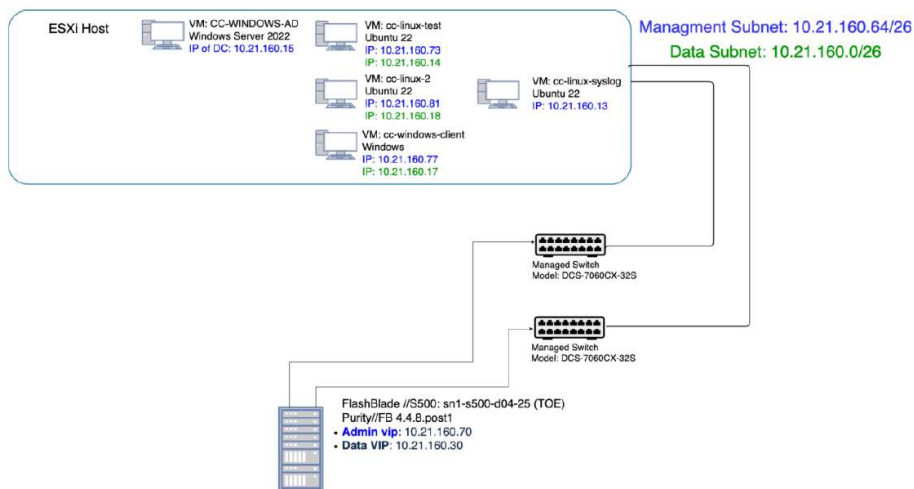 ESXi Host
VM: CC-WINDOWS-AD
Windows Server 2022
IP of DC: 10.21.160.15
VM: cc-linux-test
Ubuntu 22
IP: 10.21.160.73
IP: 10.21.160.14
VM: cc-linux-2
Ubuntu 22
IP: 10.21.160.81
IP: 10.21.160.18
VM: cc-windows-client
Windows
IP: 10.21.160.77
IP: 10.21.160.17
VM: cc-linux-syslog
Ubuntu 22
IP: 10.21.160.13
Managment Subnet: 10.21.160.64/26
Data Subnet: 10.21.160.0/26
Managed Switch
Model: DCS-7060CX-32S
Managed Switch
Model: DCS-7060CX-32S
FlashBlade //S500: sn1-s500-d04-25 (TOE)
Purity//FB 4.4.8.post1
• Admin vip: 10.21.160.70
• Data VIP: 10.21.160.30